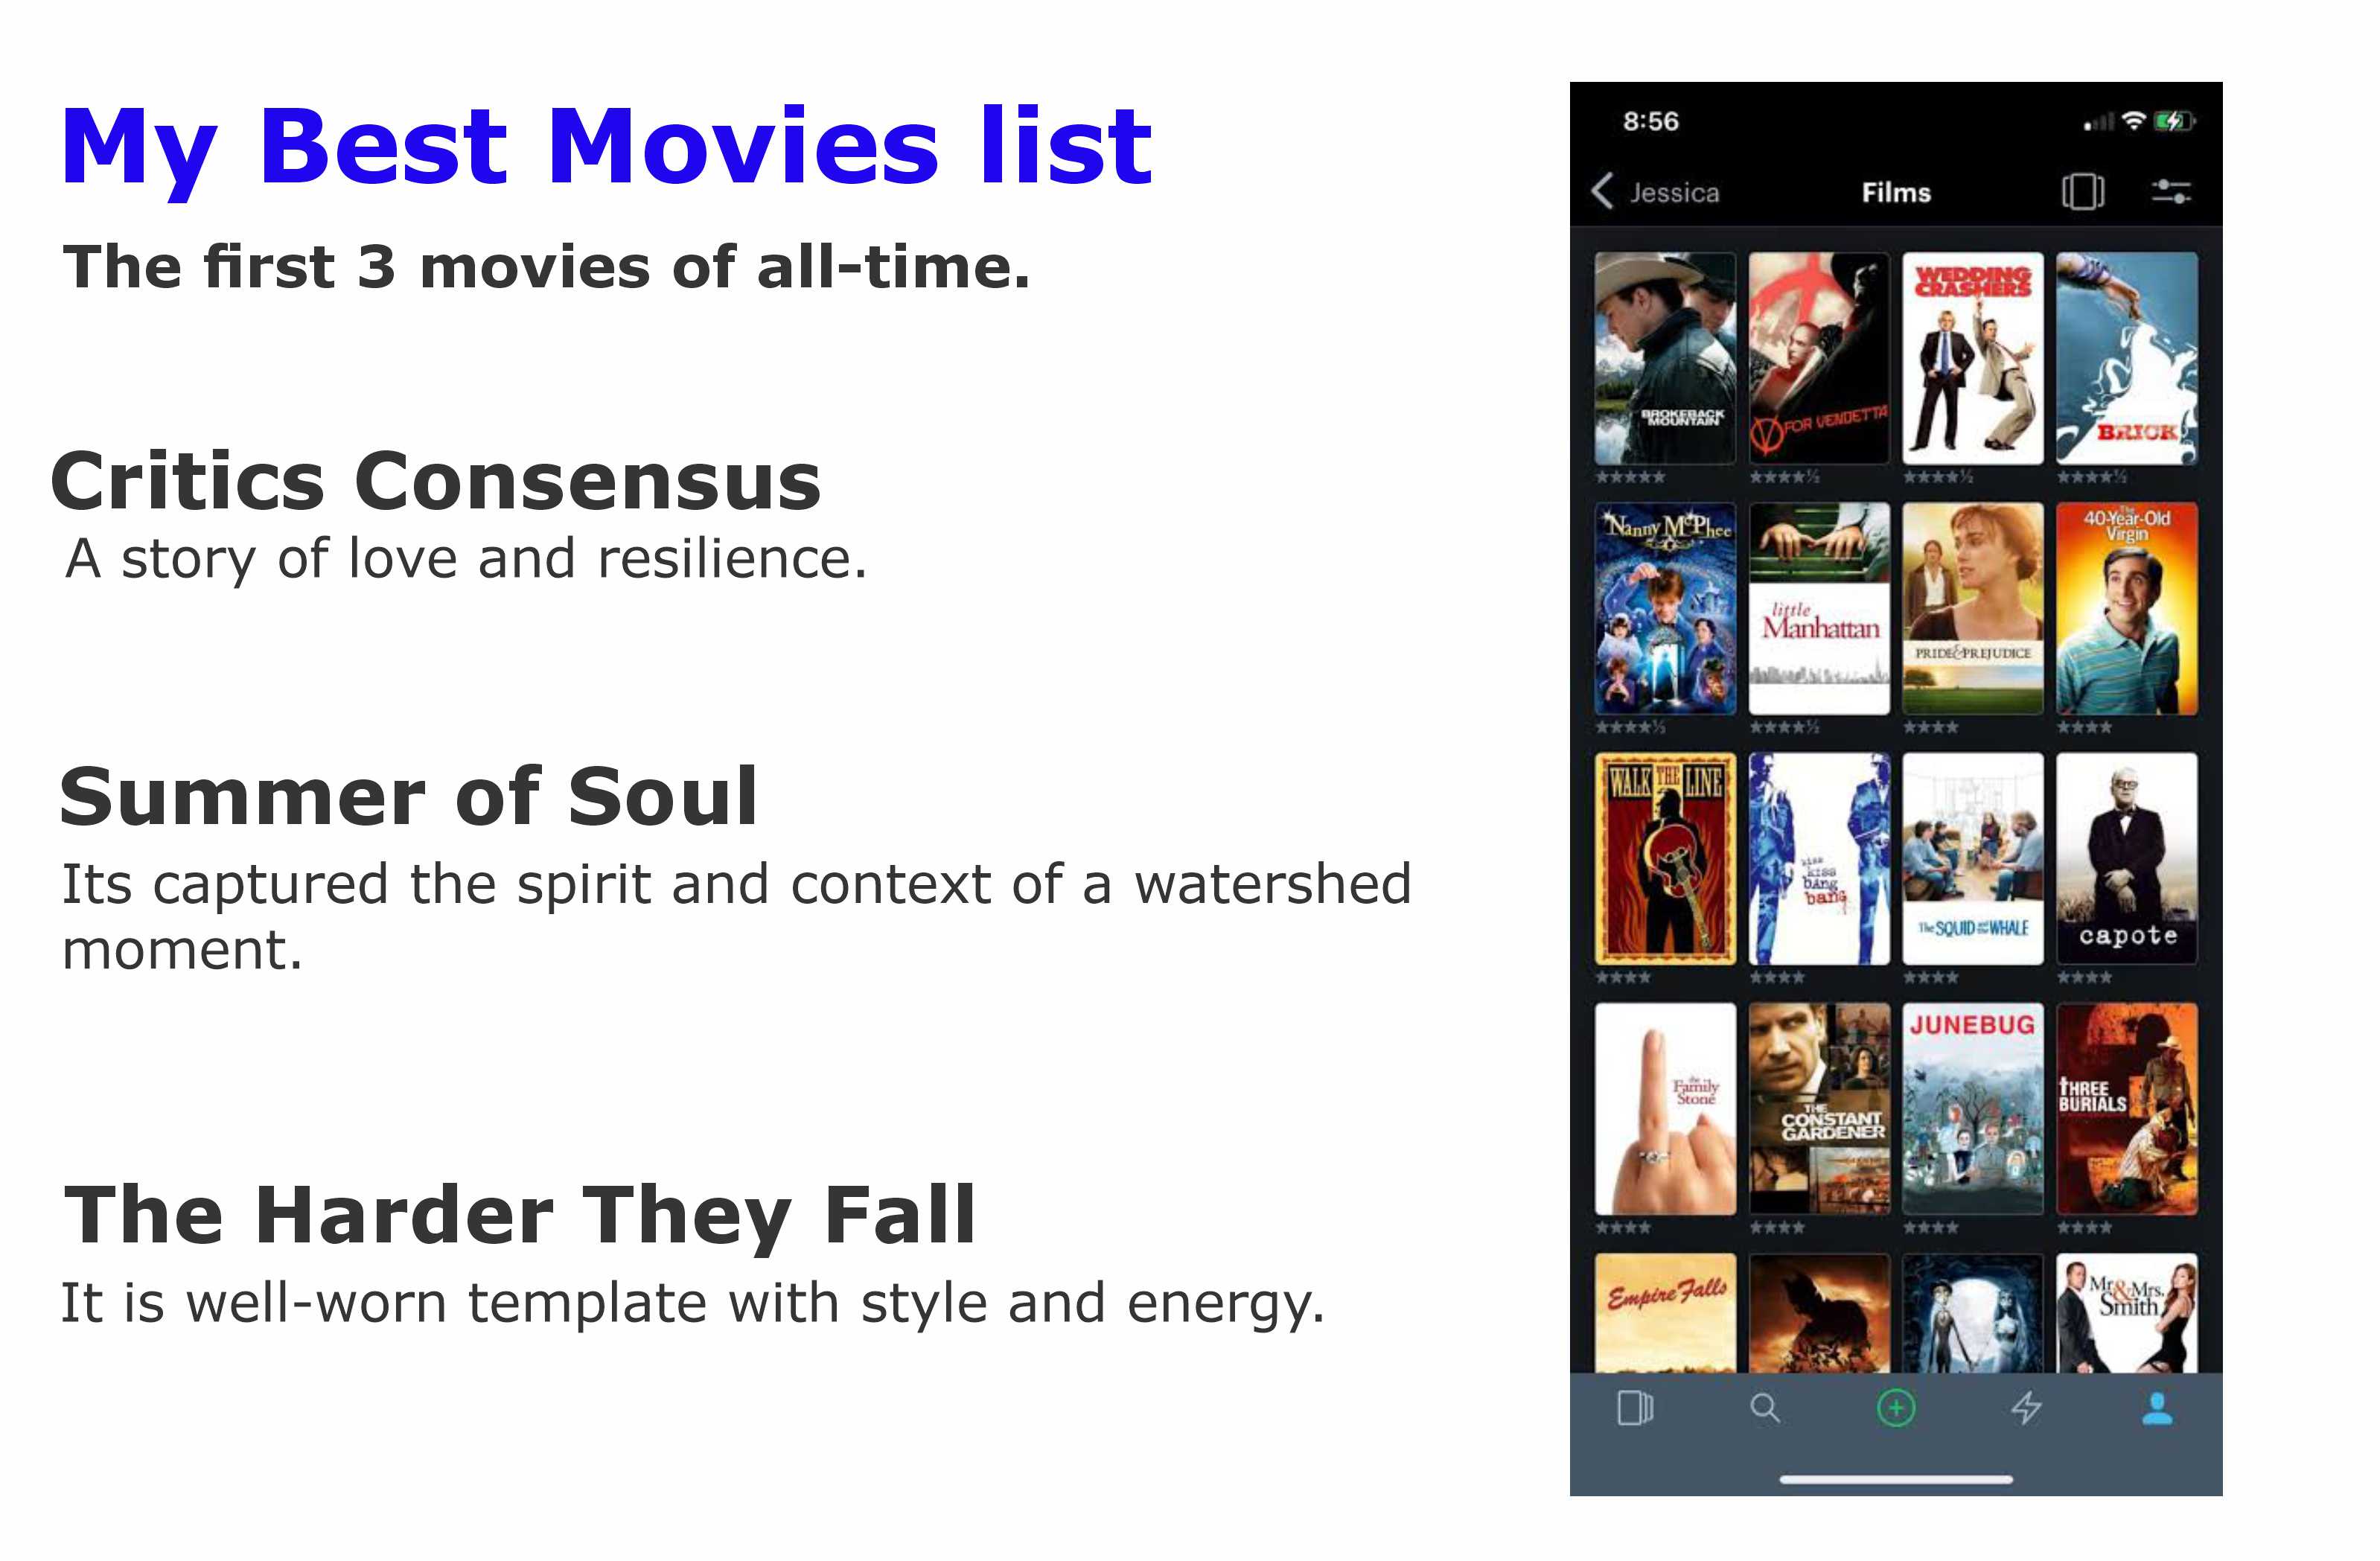 My Best Movies list
The first 3 movies of all-time.
Critics Consensus
A story of love and resilience.
Summer of Soul
Its captured the spirit and context of a watershed
moment.
The Harder They Fall
It is well-worn template with style and energy.
8:56
Jessica
Films
BROKEBACK
MOUNTAIN
V FOR VENDETTA
WEDDING
CRASHERS
BRICK
★★★★★
★★★★½
★★★★½
★★★★½
Nanny McPhee
little
Manhattan
PRIDE & PREJUDICE
The
40-Year-Old
Virgin
★★★★½
★★★★½
★★★★
★★★★
WALK THE LINE
kiss
kiss
bang
bang
The SQUID and the WHALE
capote
★★★★
★★★★
★★★★
★★★★
the
Family
Stone
THE
CONSTANT
GARDENER
JUNEBUG
THREE
BURIALS
★★★★
★★★★
★★★★
★★★★
Empire Falls
Mr. & Mrs.
Smith